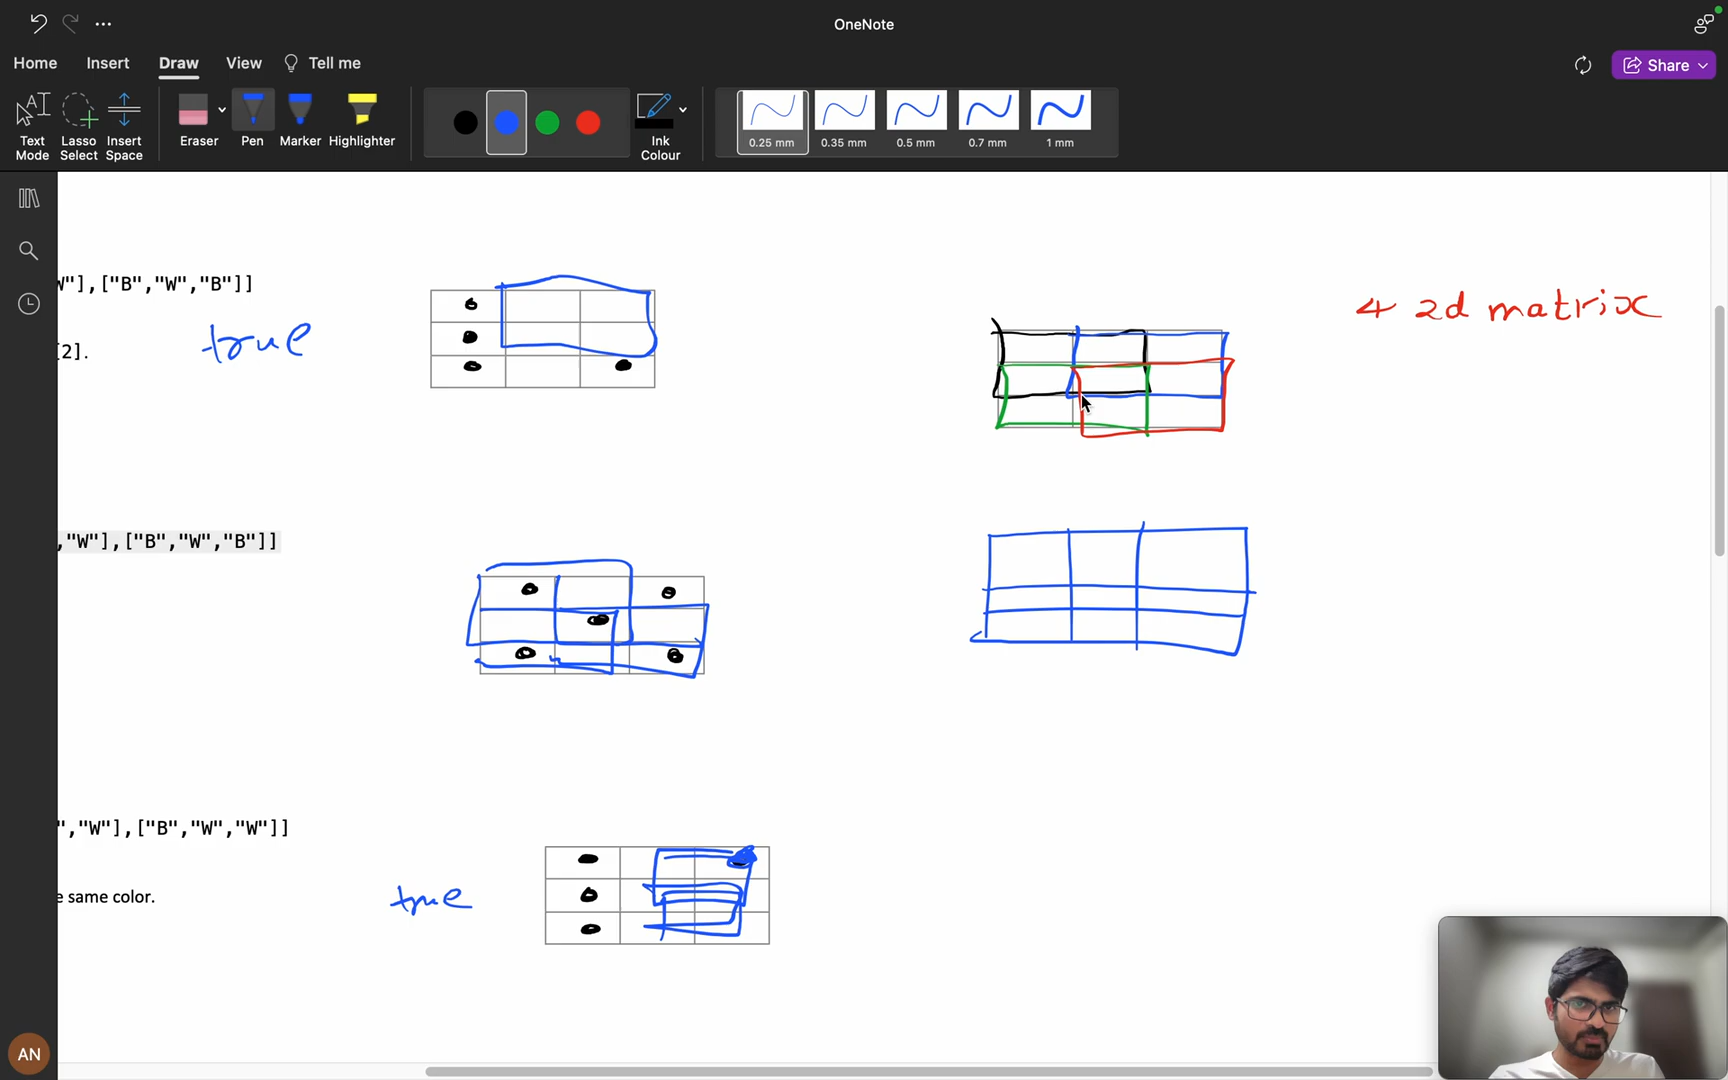 OneNote
Home Insert Draw View Tell me
Share
Text Mode
Lasso Select
Insert Space
Eraser
Pen
Marker
Highlighter
Ink Colour
0.25 mm
0.35 mm
0.5 mm
0.7 mm
1 mm
W"],["B","W","B"]]
true
[2].
4 2d matrix
,"W"],["B","W","B"]]
","W"],["B","W","W"]]
e same color.
true
AN